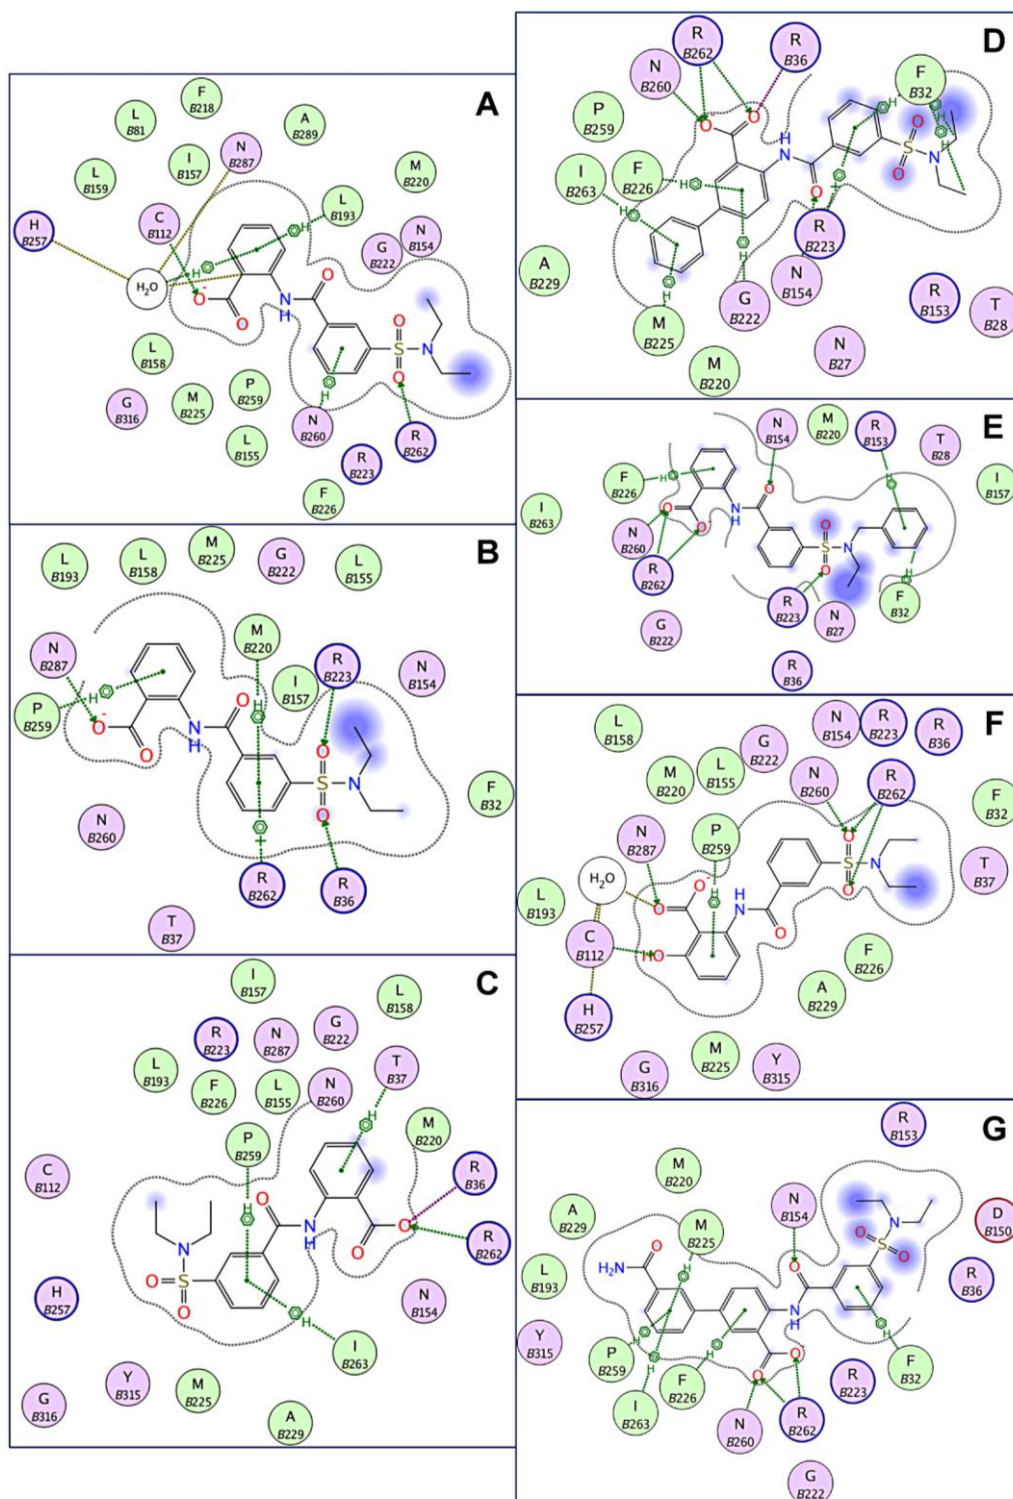 A
F
B218
L
B81
A
B289
N
B287
I
B157
M
B220
L
B159
L
B193
C
B112
H
B257
G
B222
N
B154
H₂O
H
H
O
-
O
N
H
O
O
S
N
O
L
B158
P
B259
M
B225
G
B316
H
N
B260
L
B155
R
B223
R
B262
F
B226
B
L
B193
L
B158
M
B225
G
B222
L
B155
N
B287
M
B220
R
B223
N
B154
I
B157
H
H
P
B259
O
-
O
N
H
O
O
S
N
O
F
B32
N
B260
R
B262
R
B36
T
B37
C
I
B157
L
B158
R
B223
N
B287
G
B222
L
B193
F
B226
L
B155
N
B260
T
B37
H
P
B259
M
B220
C
B112
H
R
B36
O
N
H
O
O
R
B262
N
O
S
O
H
B257
N
B154
H
I
B263
Y
B315
M
B225
G
B316
A
B229
D
R
B262
R
B36
N
B260
F
B32
P
B259
H
H
H
O
-
O
H
N
O
S
N
O
O
I
B263
F
B226
H
H
R
B223
A
B229
N
B154
H
H
G
B222
R
B153
T
B28
M
B225
N
B27
M
B220
E
N
B154
M
B220
R
B153
T
B28
F
B226
H
H
I
B157
I
B263
O
O
O
-
N
H
O
S
N
O
N
B260
R
B262
H
F
B32
R
B223
N
B27
G
B222
R
B36
F
L
B158
N
B154
R
B223
R
B36
G
B222
M
B220
L
B155
N
B260
R
B262
F
B32
N
B287
P
B259
H₂O
H
O
-
O
H
N
O
O
S
N
O
T
B37
L
B193
C
B112
HO
F
B226
H
B257
A
B229
M
B225
G
B316
Y
B315
G
R
B153
M
B220
N
B154
A
B229
M
B225
D
B150
O
H₂N
H
O
O
S
N
O
L
B193
R
B36
N
H
O
O
-
Y
B315
P
B259
H
H
H
H
I
B263
F
B226
R
B223
F
B32
N
B260
R
B262
G
B222